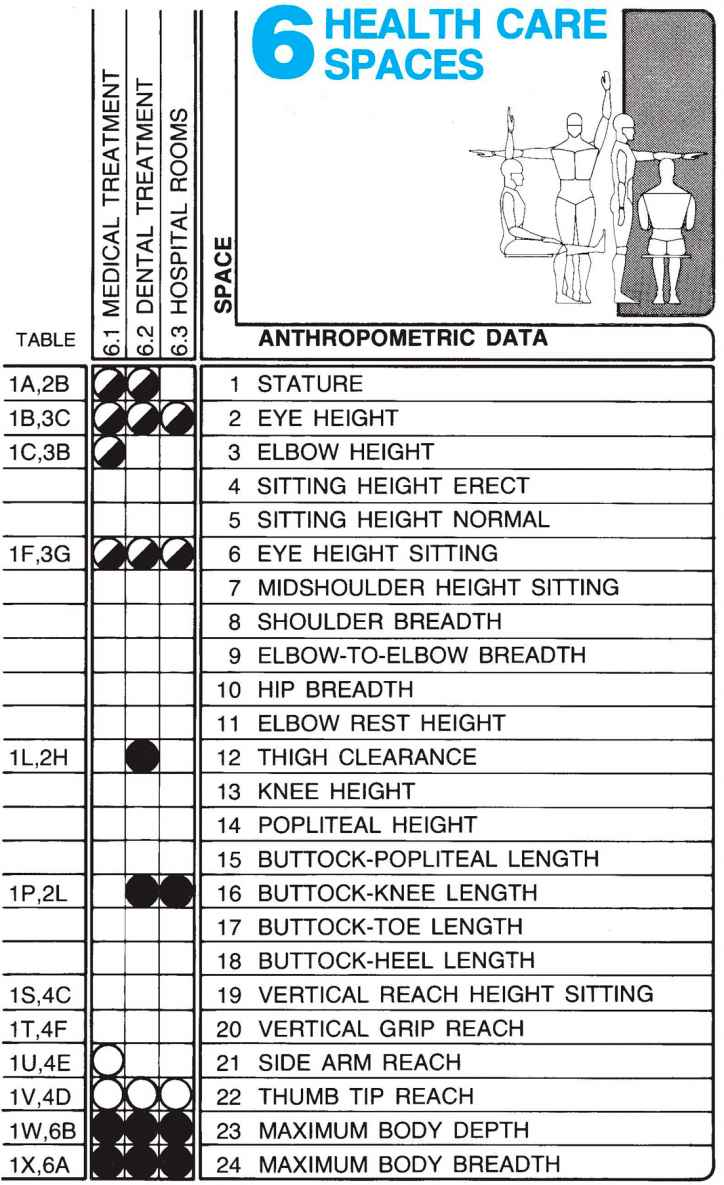 6 HEALTH CARE
SPACES
6.1 MEDICAL TREATMENT
6.2 DENTAL TREATMENT
6.3 HOSPITAL ROOMS
SPACE
TABLE
ANTHROPOMETRIC DATA
1A,2B 1 STATURE
1B,3C 2 EYE HEIGHT
1C,3B 3 ELBOW HEIGHT
4 SITTING HEIGHT ERECT
5 SITTING HEIGHT NORMAL
1F,3G 6 EYE HEIGHT SITTING
7 MIDSHOULDER HEIGHT SITTING
8 SHOULDER BREADTH
9 ELBOW-TO-ELBOW BREADTH
10 HIP BREADTH
11 ELBOW REST HEIGHT
1L,2H 12 THIGH CLEARANCE
13 KNEE HEIGHT
14 POPLITEAL HEIGHT
15 BUTTOCK-POPLITEAL LENGTH
1P,2L 16 BUTTOCK-KNEE LENGTH
17 BUTTOCK-TOE LENGTH
18 BUTTOCK-HEEL LENGTH
1S,4C 19 VERTICAL REACH HEIGHT SITTING
1T,4F 20 VERTICAL GRIP REACH
1U,4E 21 SIDE ARM REACH
1V,4D 22 THUMB TIP REACH
1W,6B 23 MAXIMUM BODY DEPTH
1X,6A 24 MAXIMUM BODY BREADTH